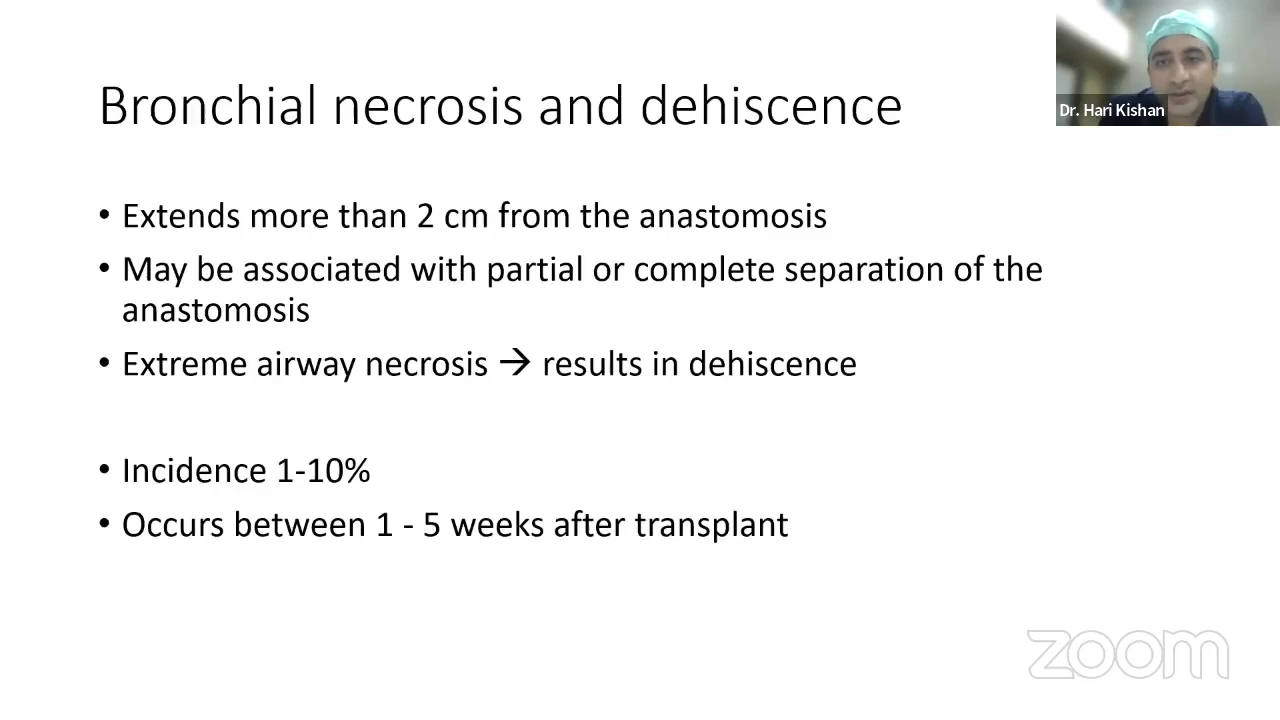 Bronchial necrosis and dehiscence
Dr. Hari Kishan
• Extends more than 2 cm from the anastomosis
• May be associated with partial or complete separation of the
anastomosis
• Extreme airway necrosis → results in dehiscence
• Incidence 1-10%
• Occurs between 1 - 5 weeks after transplant
zoom